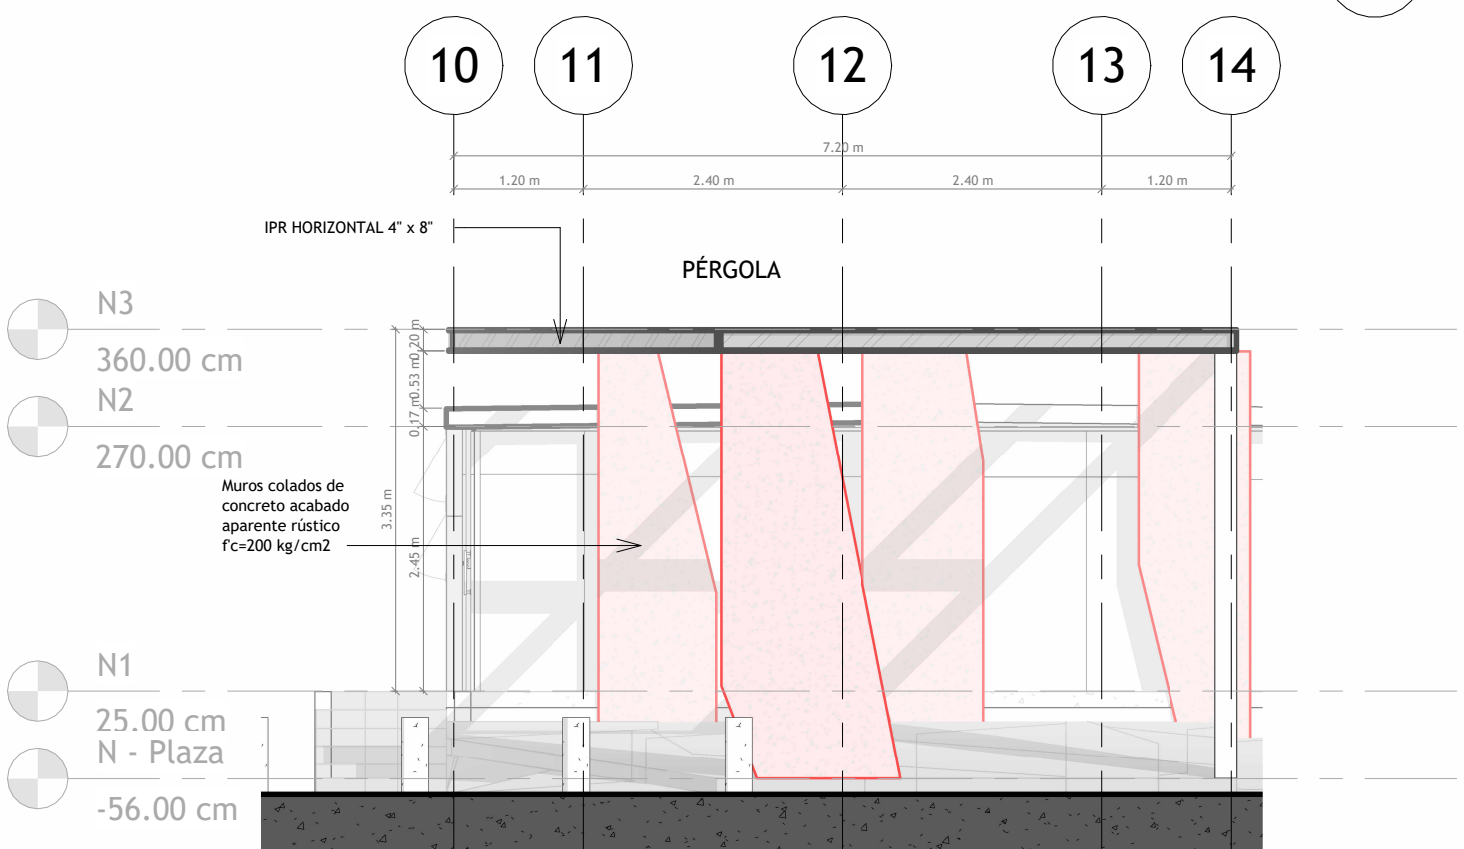 10
11
12
13
14
7.20 m
1.20 m
2.40 m
2.40 m
1.20 m
IPR HORIZONTAL 4" x 8"
PÉRGOLA
N3
360.00 cm
N2
270.00 cm
0.20 m
0.53 m
0.17 m
3.35 m
2.45 m
Muros colados de
concreto acabado
aparente rústico
f'c=200 kg/cm2
N1
25.00 cm
N - Plaza
-56.00 cm